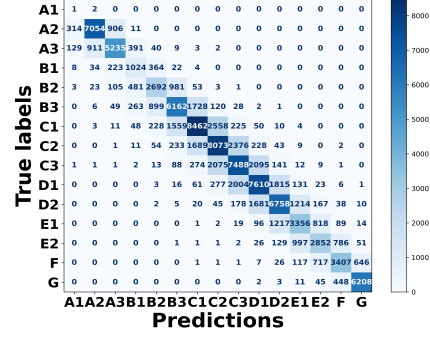 A1 1 2 0 0 0 0 0 0 0 0 0 0 0 0 0
A2 314 7054 906 11 0 0 0 0 0 0 0 0 0 0 0
A3 129 911 5235 391 40 9 3 2 0 0 0 0 0 0 0
B1 8 34 223 1024 364 22 4 0 0 0 0 0 0 0 0
B2 3 23 105 481 2692 981 53 3 1 0 0 0 0 0 0
B3 0 6 49 263 899 6162 1728 120 28 2 1 0 0 0 0
C1 0 3 11 48 228 1559 8462 2558 225 50 10 4 0 0 0
C2 0 0 1 11 54 233 1689 8073 2376 228 43 9 0 2 0
C3 1 1 1 2 13 88 274 2075 7488 2095 141 12 9 1 0
D1 0 0 0 0 3 16 61 277 2004 7610 1815 131 23 6 1
D2 0 0 0 0 2 5 20 45 178 1681 6758 1214 167 38 10
E1 0 0 0 0 0 0 1 2 19 96 1217 3356 818 89 14
E2 0 0 0 0 0 1 1 1 2 26 129 997 2852 786 51
F 0 0 0 0 0 1 1 1 7 26 117 717 3407 646
G 0 0 0 0 0 0 0 0 0 2 3 11 45 448 6208
A1 A2 A3 B1 B2 B3 C1 C2 C3 D1 D2 E1 E2 F G
Predictions
True labels
8000
7000
6000
5000
4000
3000
2000
1000
0